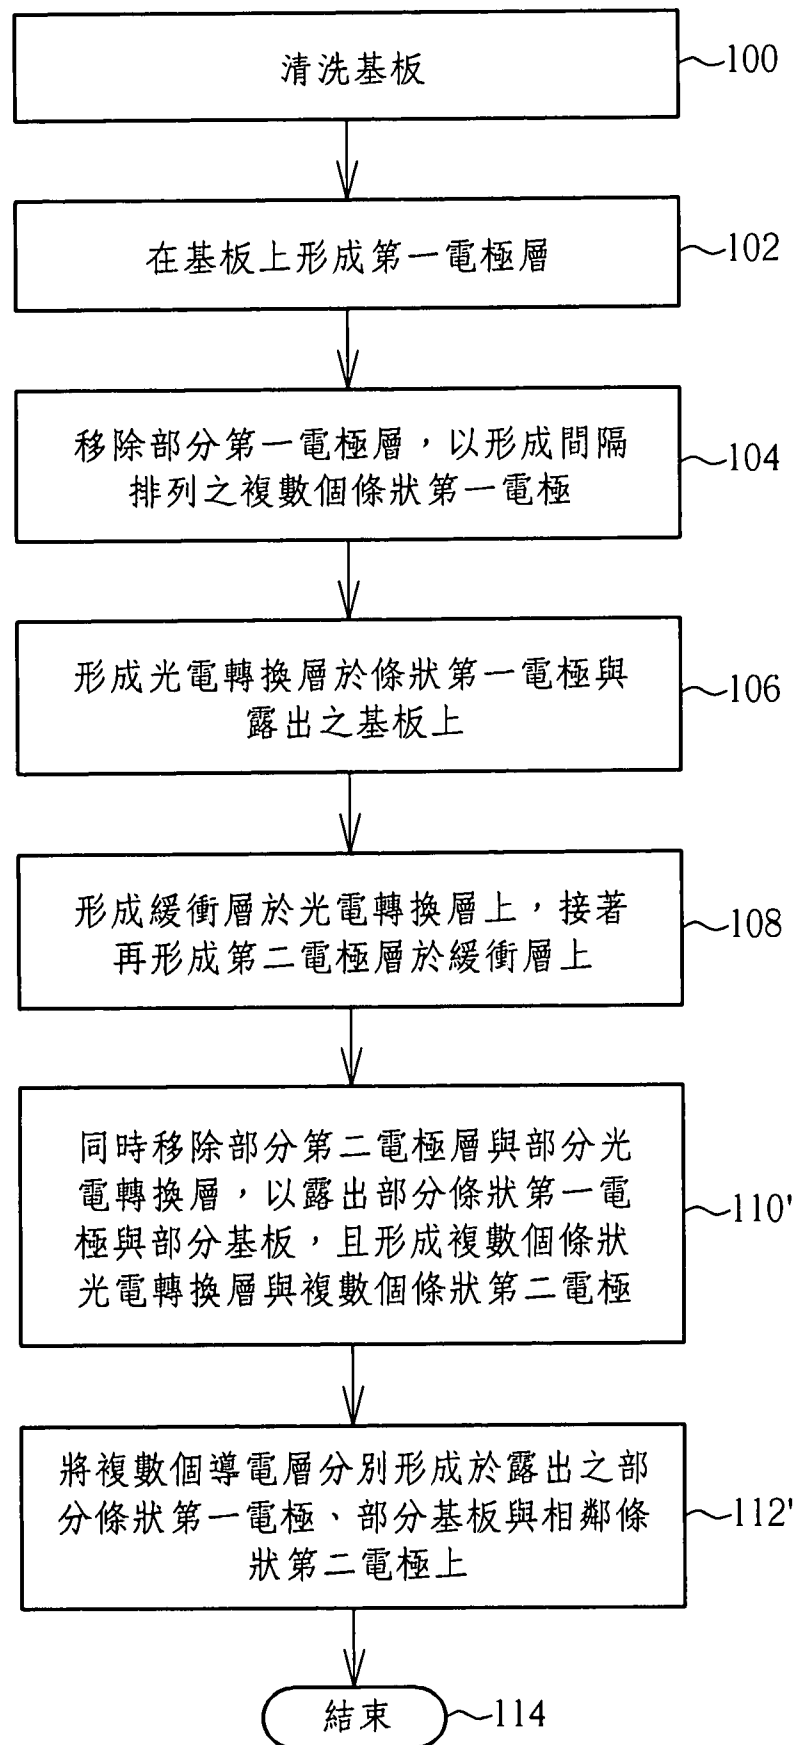 清洗基板
100
在基板上形成第一電極層
102
移除部分第一電極層，以形成間隔
排列之複數個條狀第一電極
104
形成光電轉換層於條狀第一電極與
露出之基板上
106
形成緩衝層於光電轉換層上，接著
再形成第二電極層於緩衝層上
108
同時移除部分第二電極層與部分光
電轉換層，以露出部分條狀第一電
極與部分基板，且形成複數個條狀
光電轉換層與複數個條狀第二電極
110'
將複數個導電層分別形成於露出之部
分條狀第一電極、部分基板與相鄰條
狀第二電極上
112'
結束
114